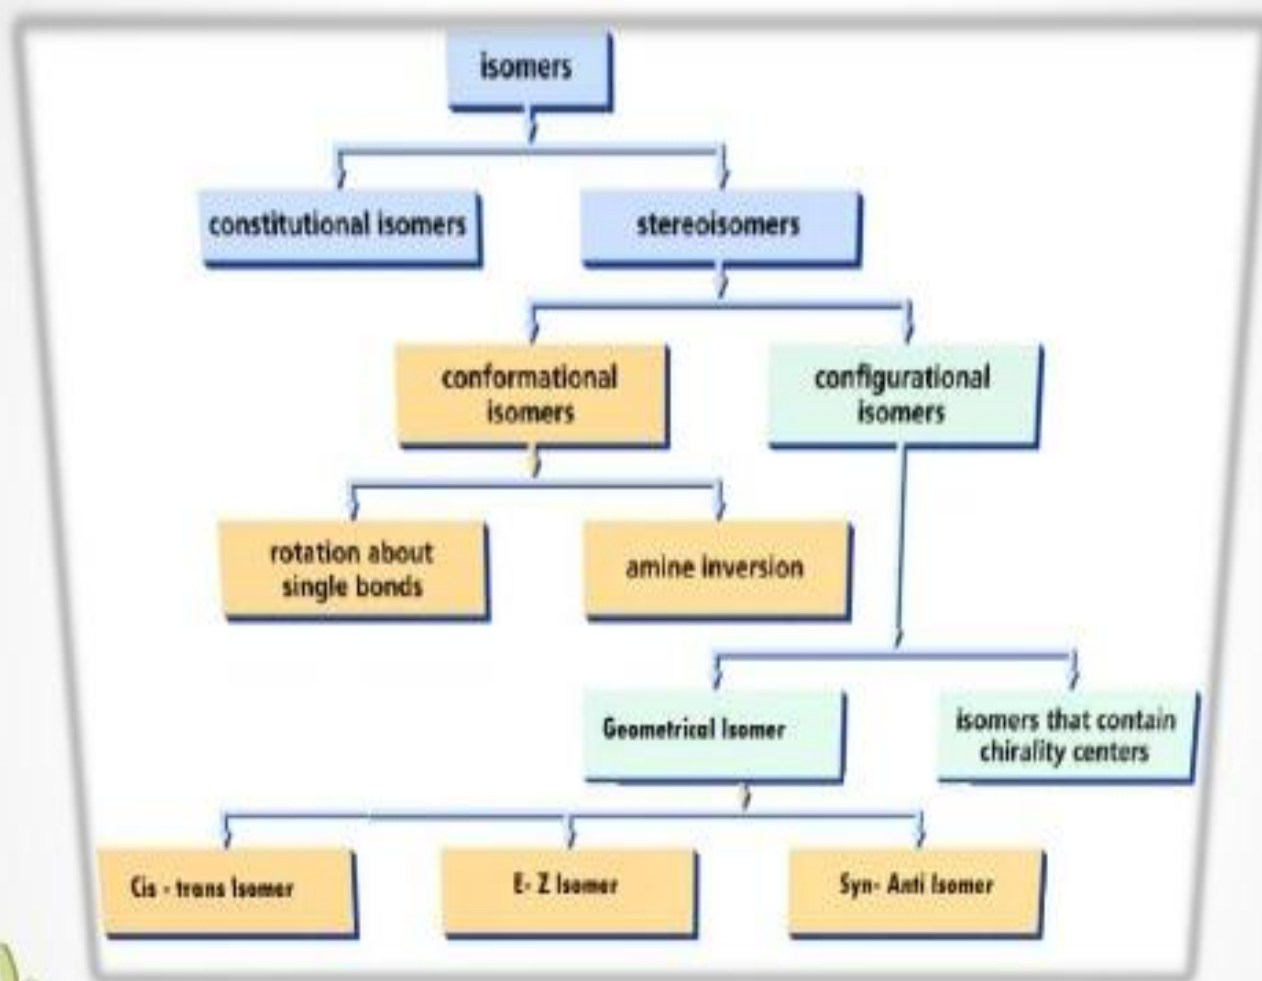 isomers
constitutional isomers
stereoisomers
conformational
isomers
configurational
isomers
rotation about
single bonds
amine inversion
Geometrical Isomer
isomers that contain
chirality centers
Cis - trans Isomer
E- Z Isomer
Syn- Anti Isomer